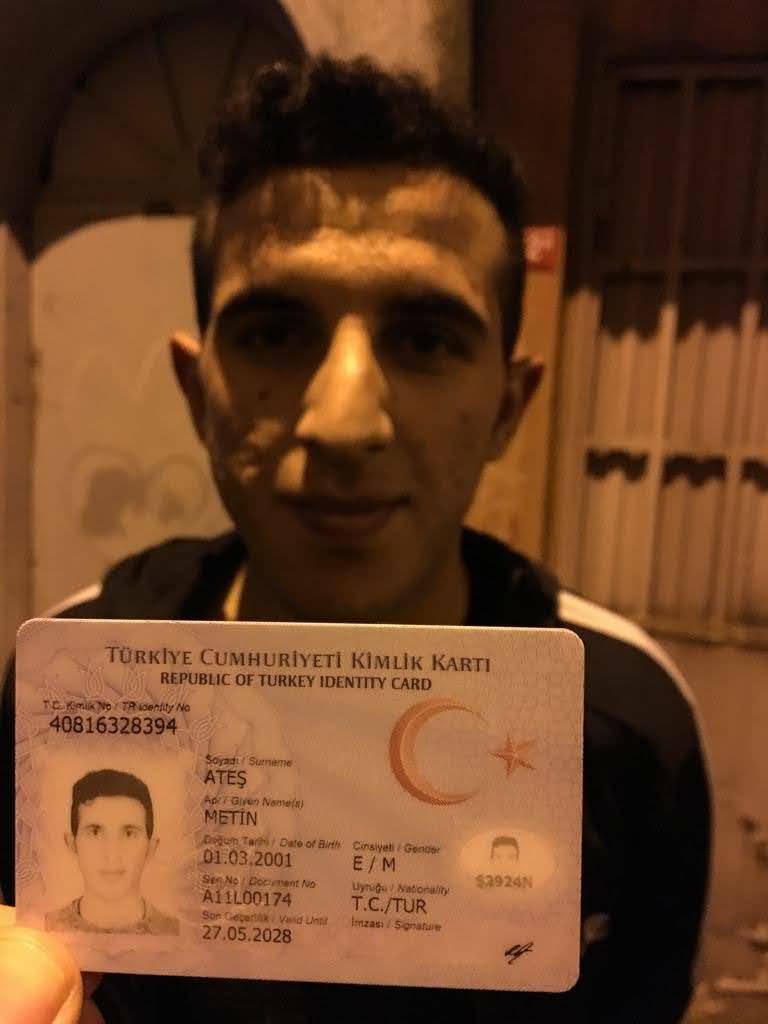 TÜRKİYE CUMHURİYETİ KİMLİK KARTI
REPUBLIC OF TURKEY IDENTITY CARD
T.C. Kimlik No / TR Identity No
40816328394
Soyadı / Surname
ATEŞ
Adı / Given Name(s)
METİN
Doğum Tarihi / Date of Birth
01.03.2001
Cinsiyeti / Gender
E / M
Seri No / Document No
A11L00174
Uyruğu / Nationality
T.C./TUR
Son Geçerlilik / Valid Until
27.05.2028
İmzası / Signature